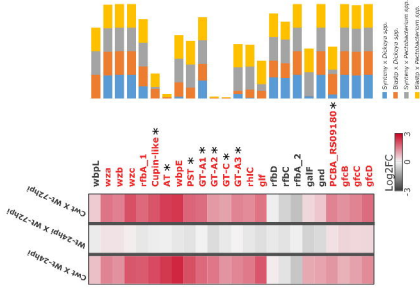 wbpL
wza
wzb
wzc
rfbA_1
Cupin-like *
AT *
wbpE
PST *
GT-A1 *
GT-A2 *
GT-C *
GT-A3 *
rhlC
glf
rfbD
rfbC
rfbA_2
galF
gnd
PCBA_RS09180 *
gfcB
gfcC
gfcD
Synteny x Dickeya spp.
Blastp x Dickeya spp.
Synteny x Pectobacterium spp.
Blastp x Pectobacterium spp.
Log2FC
-3 0 3
Cwt X Wt-72hpi
Wt-24hpi X Wt-72hpi
Cwt X Wt-24hpi